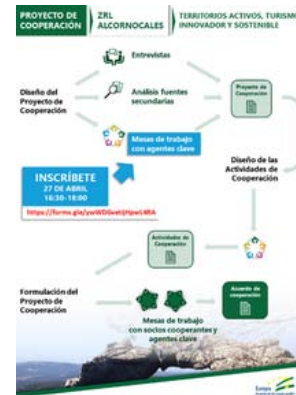 PROYECTO DE
COOPERACIÓN
ZRL
ALCORNOCALES
TERRITORIOS ACTIVOS, TURISMO
INNOVADOR Y SOSTENIBLE
Entrevistas
Diseño del
Proyecto de
Cooperación
Análisis fuentes
secundarias
Proyecto de
Cooperación
Mesas de trabajo
con agentes clave
INSCRÍBETE
27 DE ABRIL
16:30-18:00
Diseño de las
Actividades de
Cooperación
Actividades de
Cooperación
Formulación del
Proyecto de
Cooperación
Acuerdo de
cooperación
Mesas de trabajo
con socios cooperantes y
agentes clave
Europa